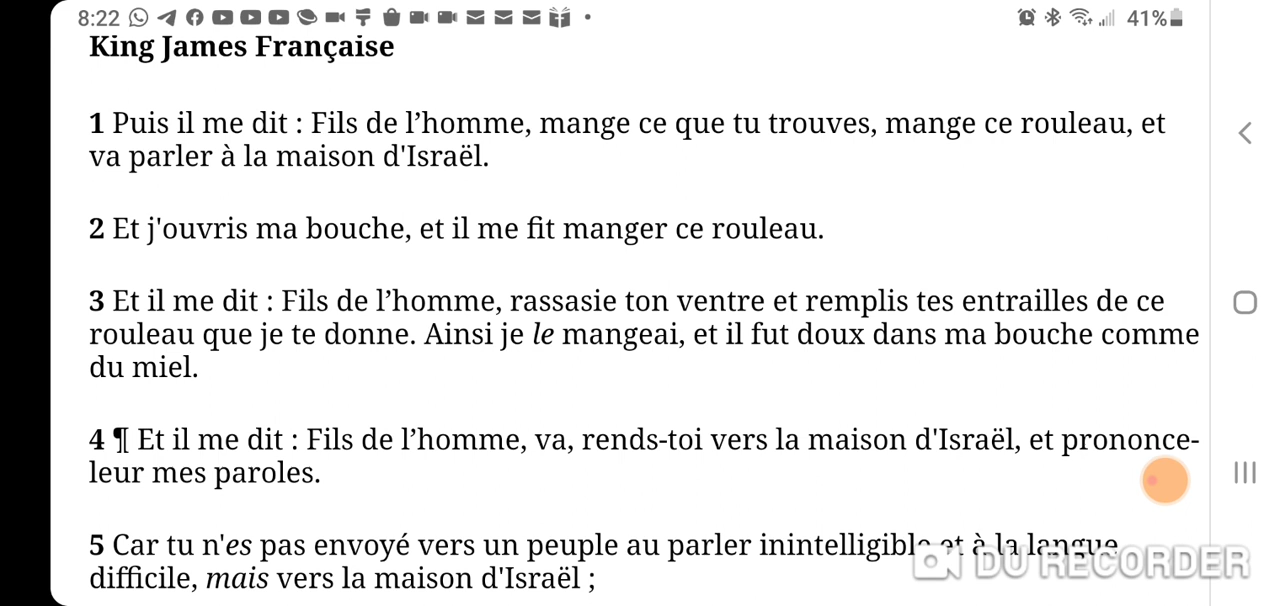 8:22
41%
King James Française
1 Puis il me dit : Fils de l’homme, mange ce que tu trouves, mange ce rouleau, et
va parler à la maison d'Israël.
2 Et j'ouvris ma bouche, et il me fit manger ce rouleau.
3 Et il me dit : Fils de l’homme, rassasie ton ventre et remplis tes entrailles de ce
rouleau que je te donne. Ainsi je le mangeai, et il fut doux dans ma bouche comme
du miel.
4 ¶ Et il me dit : Fils de l’homme, va, rends-toi vers la maison d'Israël, et prononce-
leur mes paroles.
5 Car tu n'es pas envoyé vers un peuple au parler inintelligible et à la langue
difficile, mais vers la maison d'Israël ;
DU RECORDER